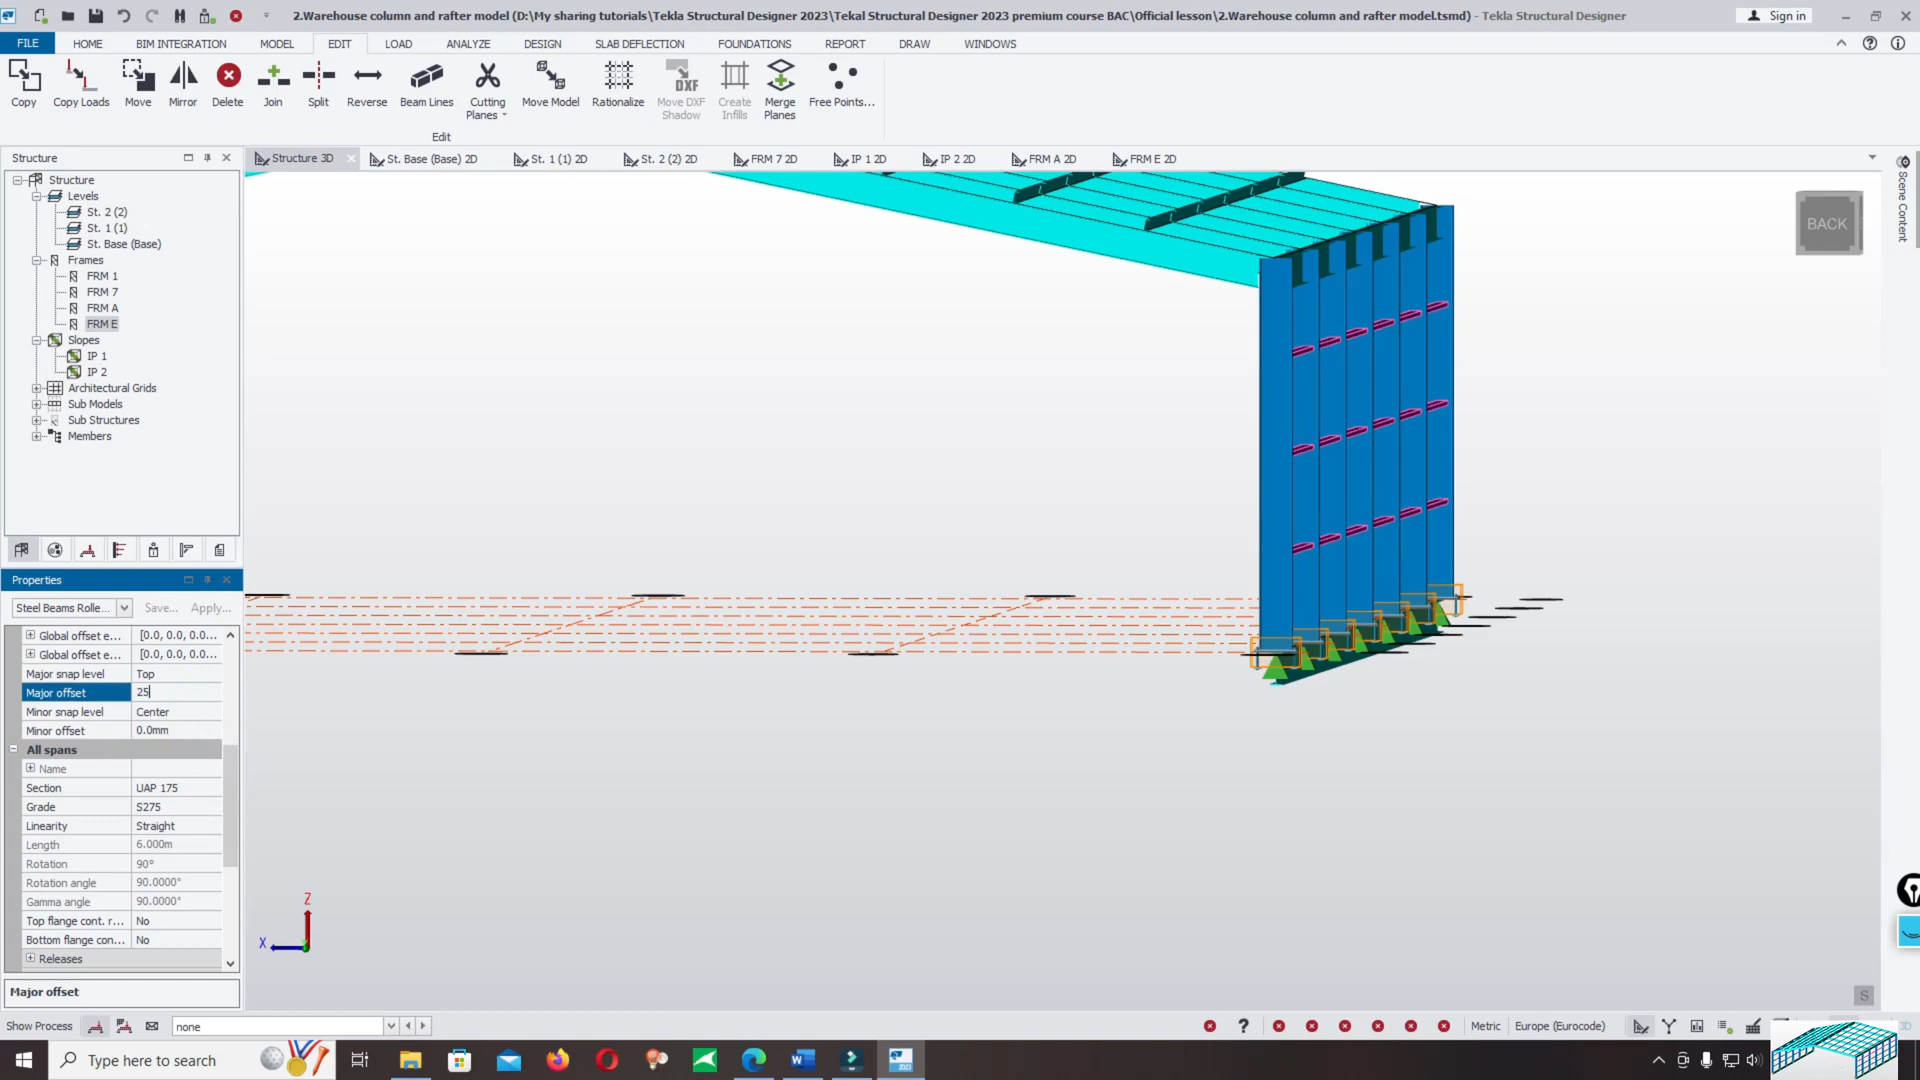 2.Warehouse column and rafter model (D:\My sharing tutorials\Tekla Structural Designer 2023\Tekal Structural Designer 2023 premium course BAC\Official lesson\2.Warehouse column and rafter model.tsmd) - Tekla Structural Designer
Sign in
FILE HOME BIM INTEGRATION MODEL EDIT LOAD ANALYZE DESIGN SLAB DEFLECTION FOUNDATIONS REPORT DRAW WINDOWS
Copy Copy Loads Move Mirror Delete Join Split Reverse Beam Lines Cutting Planes Move Model Rationalize Move DXF Shadow Create Infills Merge Planes Free Points...
DXF
Edit
Structure
Structure 3D St. Base (Base) 2D St. 1 (1) 2D St. 2 (2) 2D FRM 7 2D IP 1 2D IP 2 2D FRM A 2D FRM E 2D
Scene Content
Structure
Levels
St. 2 (2)
St. 1 (1)
St. Base (Base)
Frames
FRM 1
FRM 7
FRM A
FRM E
Slopes
IP 1
IP 2
Architectural Grids
Sub Models
Sub Structures
Members
BACK
Properties
Steel Beams Rolle... Save... Apply...
Global offset e... [0.0, 0.0, 0.0...
Global offset e... [0.0, 0.0, 0.0...
Major snap level Top
Major offset 25
Minor snap level Center
Minor offset 0.0mm
All spans
Name
Section UAP 175
Grade S275
Linearity Straight
Length 6.000m
Rotation 90°
Rotation angle 90.0000°
Gamma angle 90.0000°
Top flange cont. r... No
Bottom flange con... No
Releases
Major offset
Z
X
S
Show Process none
Metric Europe (Eurocode)
Type here to search